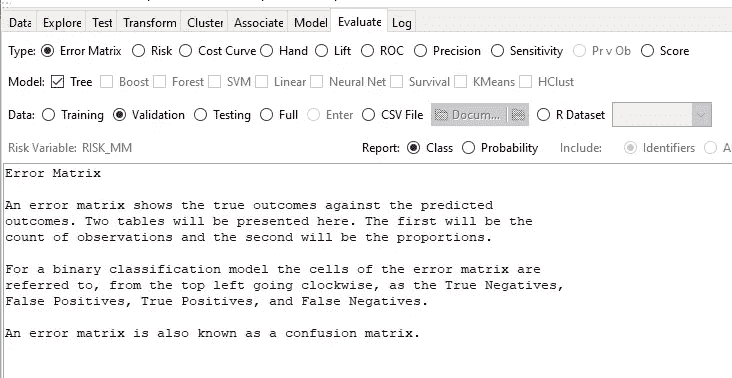 Data Explore Test Transform Cluster Associate Model Evaluate Log
Type: Error Matrix Risk Cost Curve Hand Lift ROC Precision Sensitivity Pr v Ob Score
Model: Tree Boost Forest SVM Linear Neural Net Survival KMeans HClust
Data: Training Validation Testing Full Enter CSV File Docum... R Dataset
Risk Variable: RISK_MM Report: Class Probability Include: Identifiers A
Error Matrix
An error matrix shows the true outcomes against the predicted
outcomes. Two tables will be presented here. The first will be the
count of observations and the second will be the proportions.
For a binary classification model the cells of the error matrix are
referred to, from the top left going clockwise, as the True Negatives,
False Positives, True Positives, and False Negatives.
An error matrix is also known as a confusion matrix.